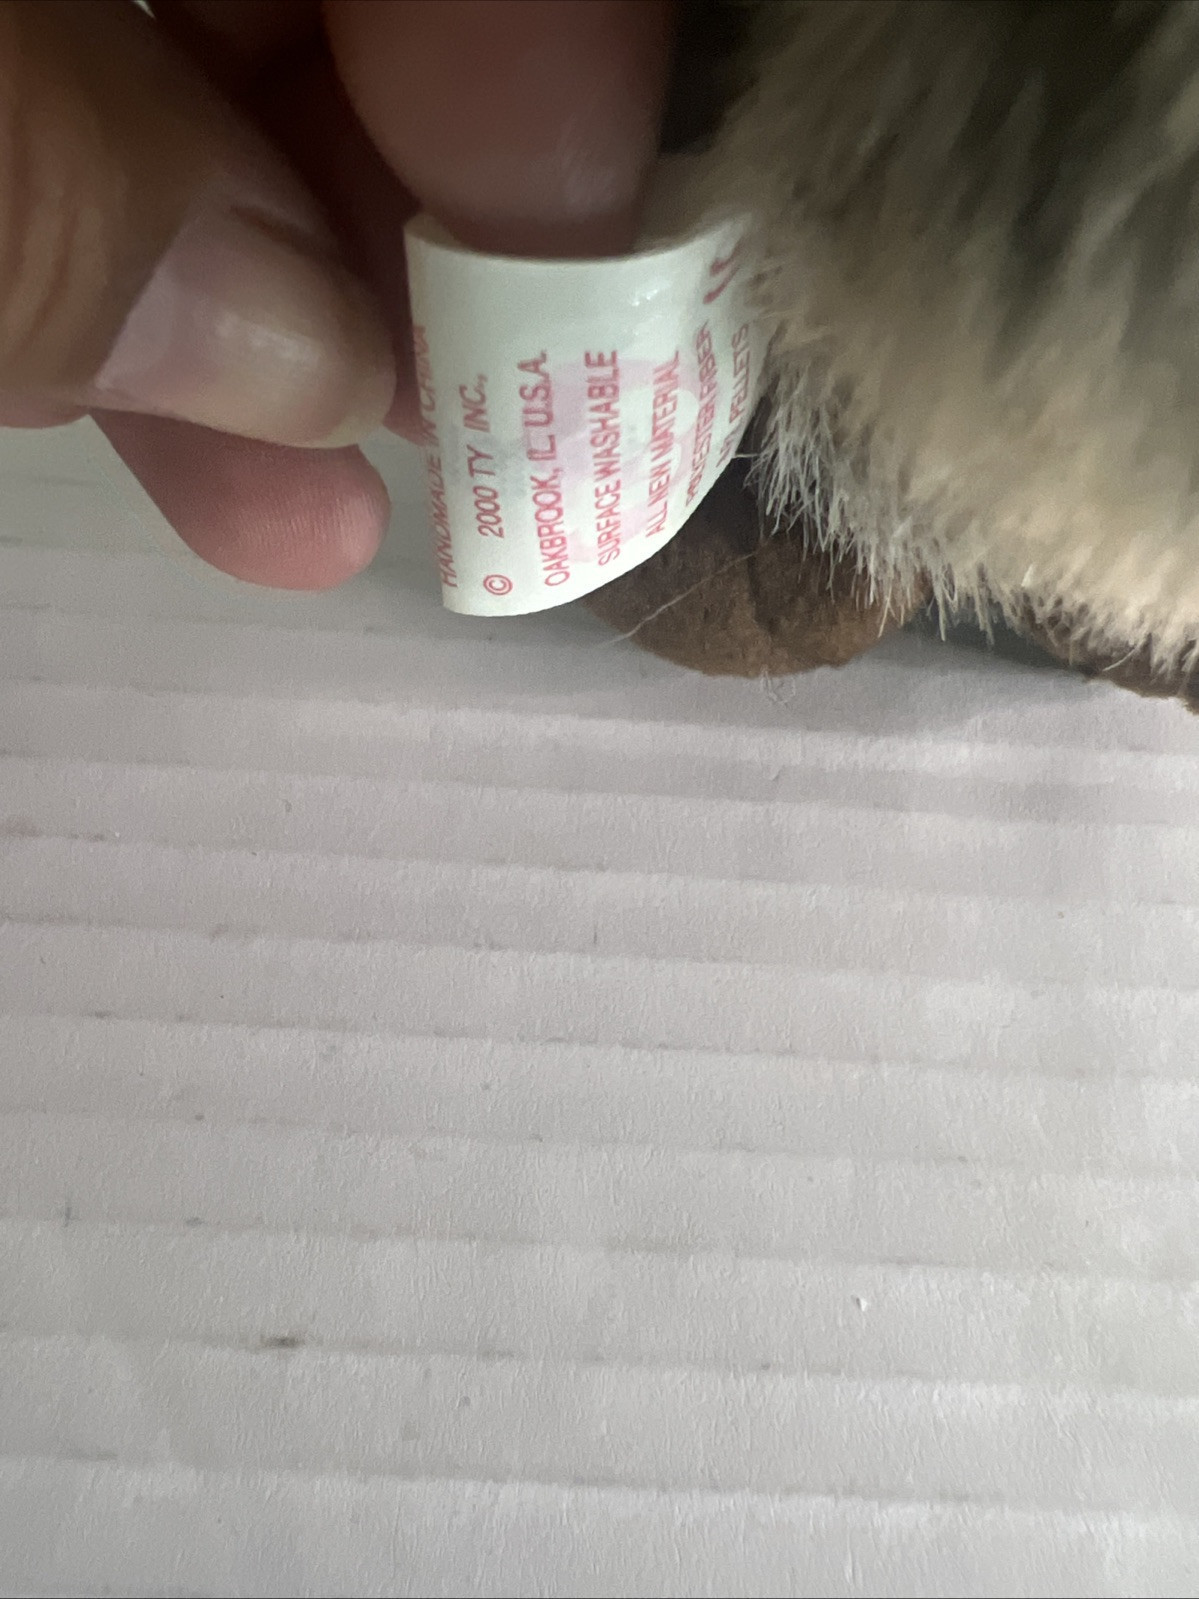 HANDMADE IN CHINA
© 2000 TY INC.,
OAKBROOK, IL. U.S.A.
SURFACE WASHABLE
ALL NEW MATERIAL
POLYESTER FIBER
PELLETS